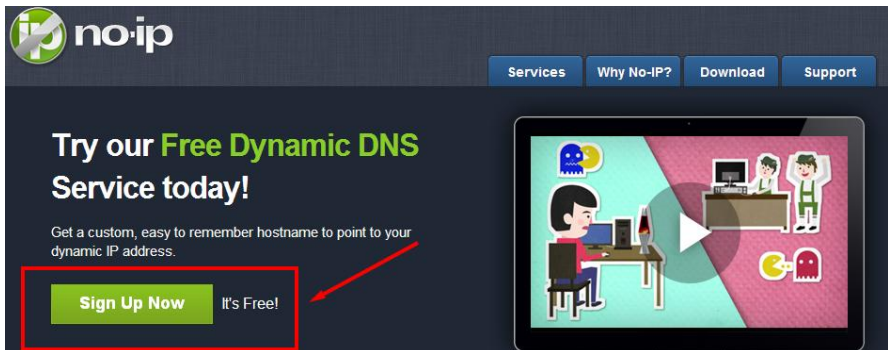 no·ip
Services Why No-IP? Download Support
Try our Free Dynamic DNS
Service today!
Get a custom, easy to remember hostname to point to your
dynamic IP address.
Sign Up Now It's Free!